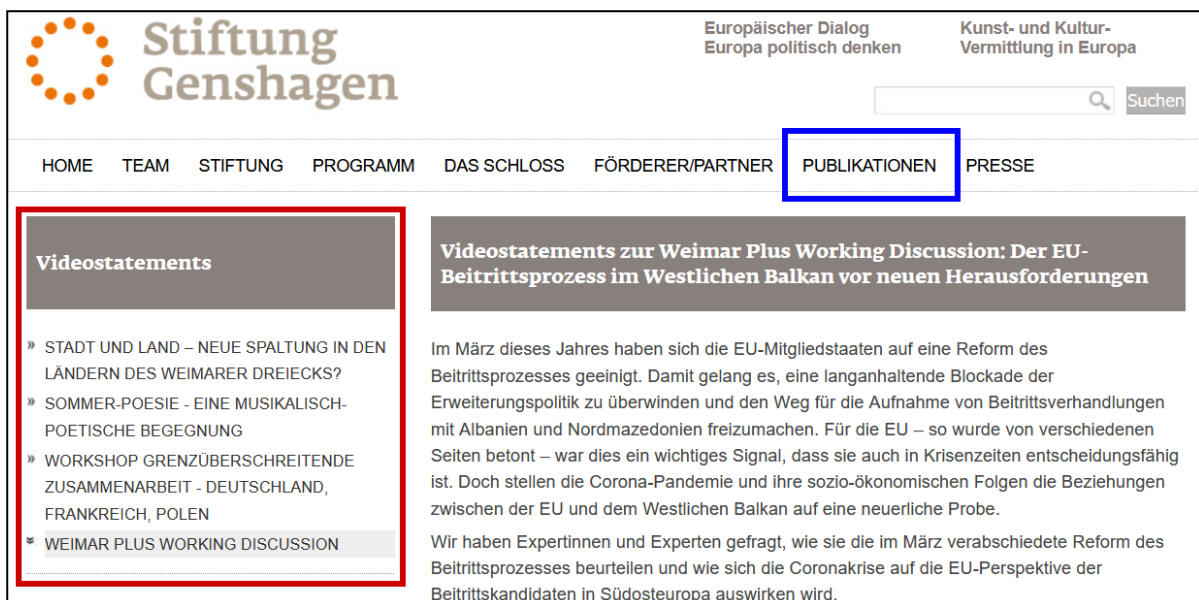 Stiftung
Genshagen
Europäischer Dialog
Europa politisch denken
Kunst- und Kultur-
Vermittlung in Europa
Suchen
HOME TEAM STIFTUNG PROGRAMM DAS SCHLOSS FÖRDERER/PARTNER PUBLIKATIONEN PRESSE
Videostatements
» STADT UND LAND – NEUE SPALTUNG IN DEN
LÄNDERN DES WEIMARER DREIECKS?
» SOMMER-POESIE - EINE MUSIKALISCH-
POETISCHE BEGEGNUNG
» WORKSHOP GRENZÜBERSCHREITENDE
ZUSAMMENARBEIT - DEUTSCHLAND,
FRANKREICH, POLEN
WEIMAR PLUS WORKING DISCUSSION
Videostatements zur Weimar Plus Working Discussion: Der EU-
Beitrittsprozess im Westlichen Balkan vor neuen Herausforderungen
Im März dieses Jahres haben sich die EU-Mitgliedstaaten auf eine Reform des
Beitrittsprozesses geeinigt. Damit gelang es, eine langanhaltende Blockade der
Erweiterungspolitik zu überwinden und den Weg für die Aufnahme von Beitrittsverhandlungen
mit Albanien und Nordmazedonien freizumachen. Für die EU – so wurde von verschiedenen
Seiten betont – war dies ein wichtiges Signal, dass sie auch in Krisenzeiten entscheidungsfähig
ist. Doch stellen die Corona-Pandemie und ihre sozio-ökonomischen Folgen die Beziehungen
zwischen der EU und dem Westlichen Balkan auf eine neuerliche Probe.
Wir haben Expertinnen und Experten gefragt, wie sie die im März verabschiedete Reform des
Beitrittsprozesses beurteilen und wie sich die Coronakrise auf die EU-Perspektive der
Beitrittskandidaten in Südosteuropa auswirken wird.